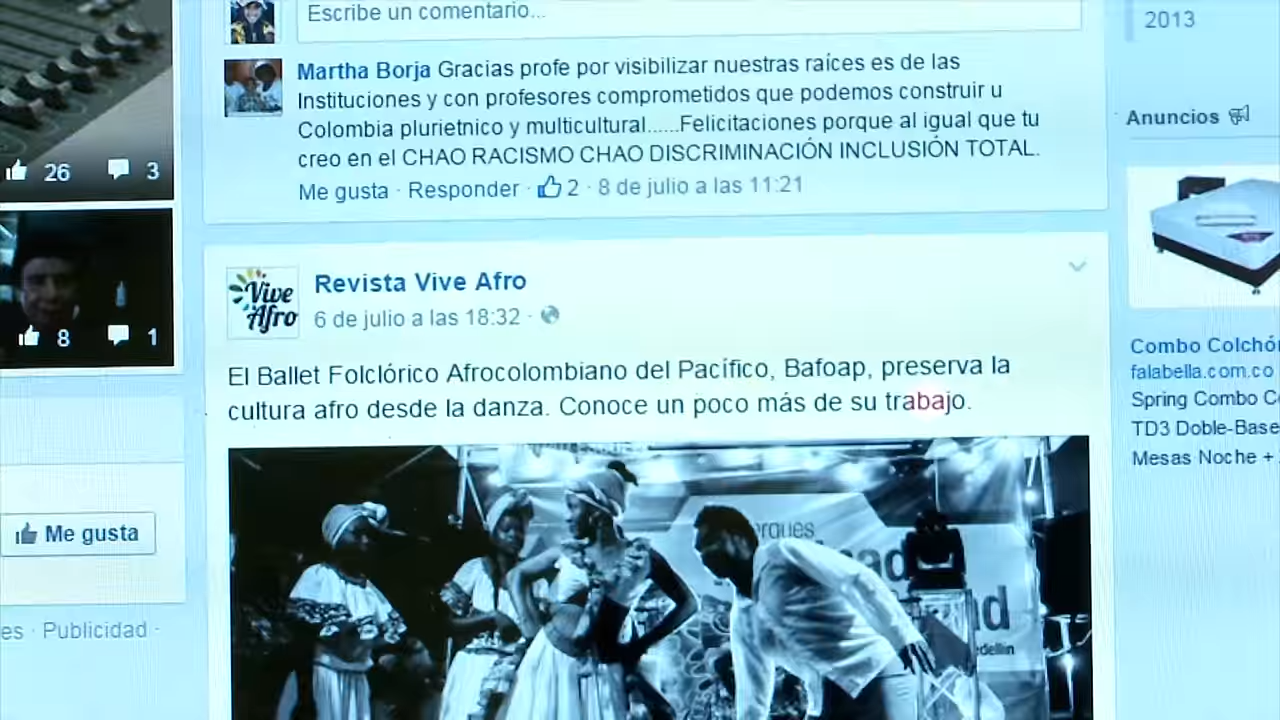 Escribe un comentario...
Martha Borja Gracias profe por visibilizar nuestras raíces es de las
Instituciones y con profesores comprometidos que podemos construir u
Colombia plurietnico y multicultural......Felicitaciones porque al igual que tu
creo en el CHAO RACISMO CHAO DISCRIMINACIÓN INCLUSIÓN TOTAL.
Me gusta · Responder · 2 · 8 de julio a las 11:21
26 3
8 1
Me gusta
es · Publicidad ·
Vive
Afro
Revista Vive Afro
6 de julio a las 18:32 ·
El Ballet Folclórico Afrocolombiano del Pacífico, Bafoap, preserva la
cultura afro desde la danza. Conoce un poco más de su trabajo.
rques
ad
ad
dellín
2013
Anuncios
Combo Colchó
falabella.com.co
Spring Combo C
TD3 Doble-Base
Mesas Noche +